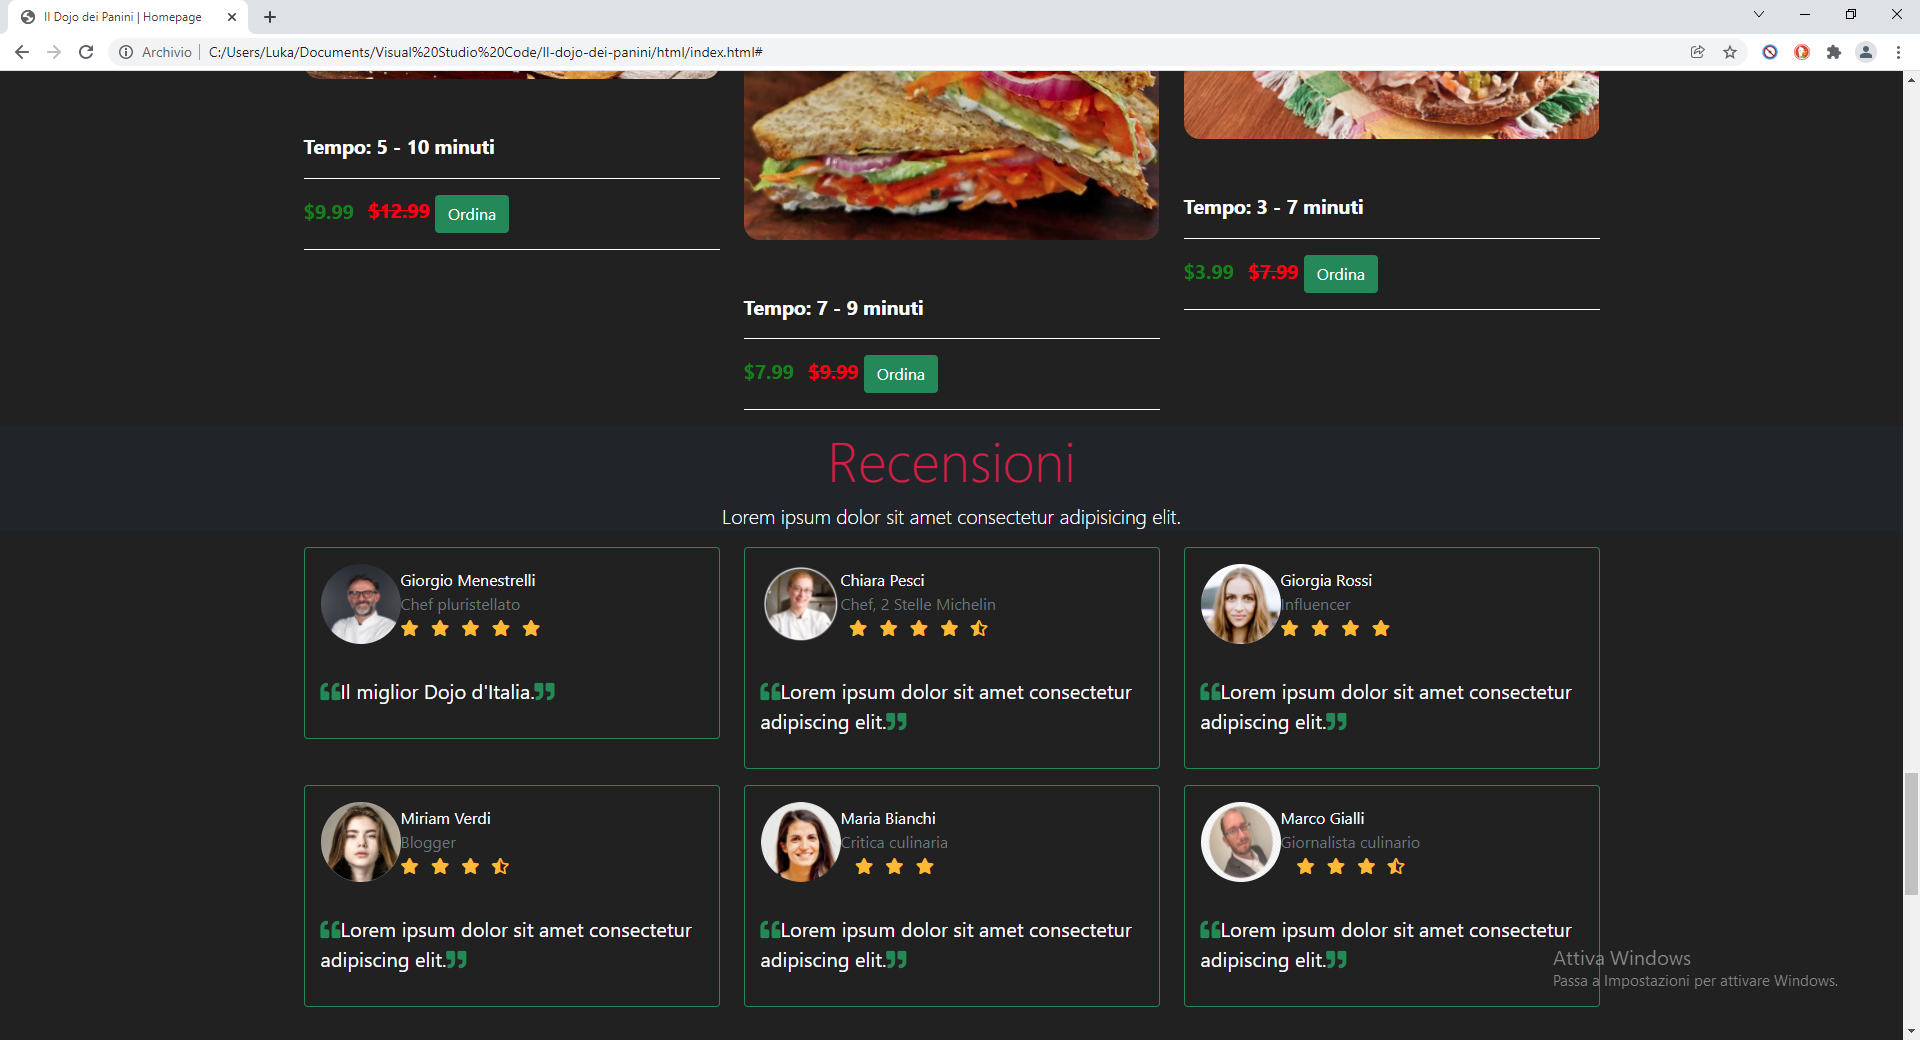 Il Dojo dei Panini | Homepage
Archivio | C:/Users/Luka/Documents/Visual%20Studio%20Code/Il-dojo-dei-panini/html/index.html#
Tempo: 5 - 10 minuti
$9.99 $12.99 Ordina
Tempo: 7 - 9 minuti
$7.99 $9.99 Ordina
Tempo: 3 - 7 minuti
$3.99 $7.99 Ordina
Recensioni
Lorem ipsum dolor sit amet consectetur adipisicing elit.
Giorgio Menestrelli
Chef pluristellato
“Il miglior Dojo d'Italia.”
Chiara Pesci
Chef, 2 Stelle Michelin
“Lorem ipsum dolor sit amet consectetur
adipiscing elit.”
Giorgia Rossi
Influencer
“Lorem ipsum dolor sit amet consectetur
adipiscing elit.”
Miriam Verdi
Blogger
“Lorem ipsum dolor sit amet consectetur
adipiscing elit.”
Maria Bianchi
Critica culinaria
“Lorem ipsum dolor sit amet consectetur
adipiscing elit.”
Marco Gialli
Giornalista culinario
“Lorem ipsum dolor sit amet consectetur
adipiscing elit.”
Attiva Windows
Passa a Impostazioni per attivare Windows.